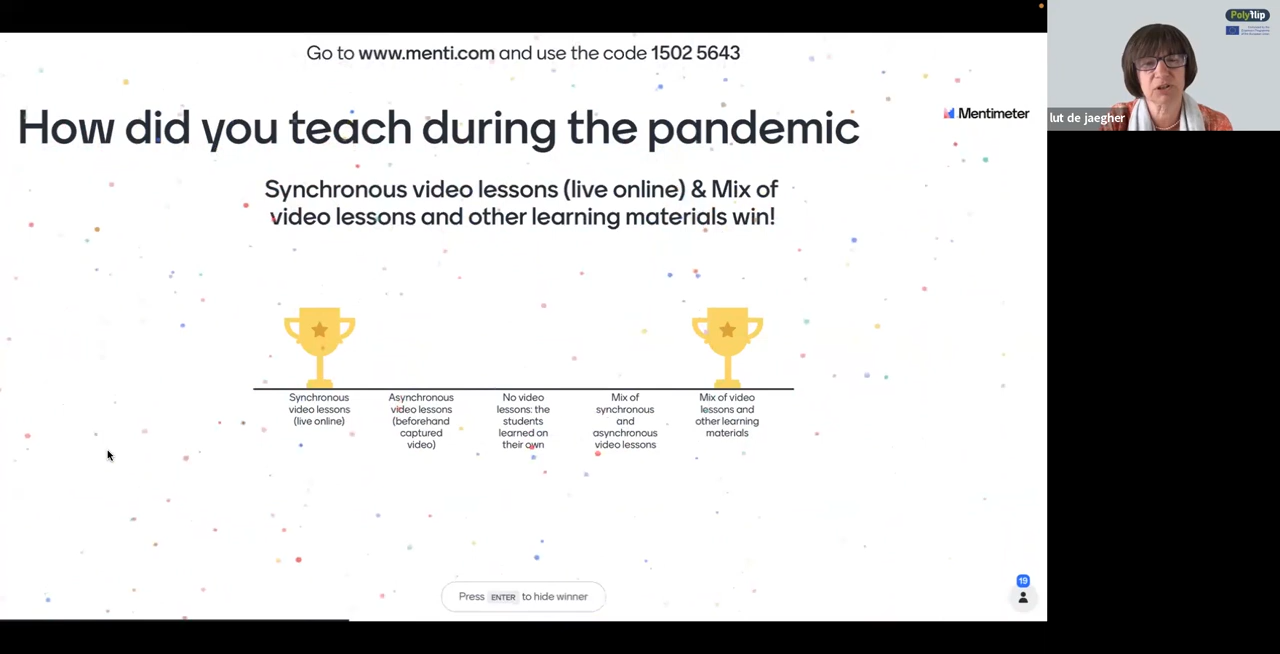 Go to www.menti.com and use the code 1502 5643
How did you teach during the pandemic
Mentimeter
Synchronous video lessons (live online) & Mix of
video lessons and other learning materials win!
Synchronous
video lessons
(live online)
Asynchronous
video lessons
(beforehand
captured
video)
No video
lessons: the
students
learned on
their own
Mix of
synchronous
and
asynchronous
video lessons
Mix of video
lessons and
other learning
materials
Press ENTER to hide winner
19
Polyflip
lut de jaegher